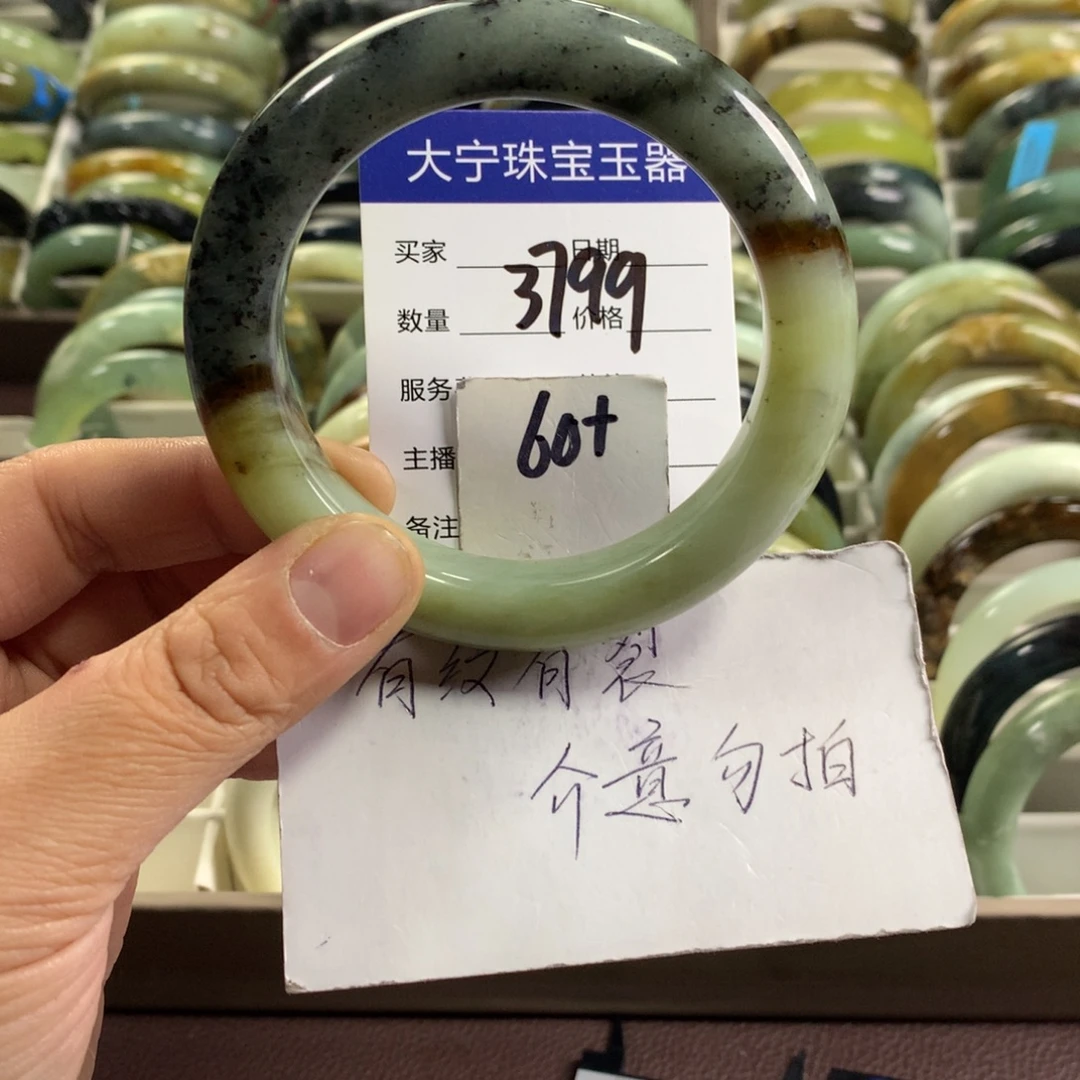 大宁珠宝玉器
买家 日期
3799
数量 价格
服务
60+
主播
备注
有纹有裂
介意勿拍